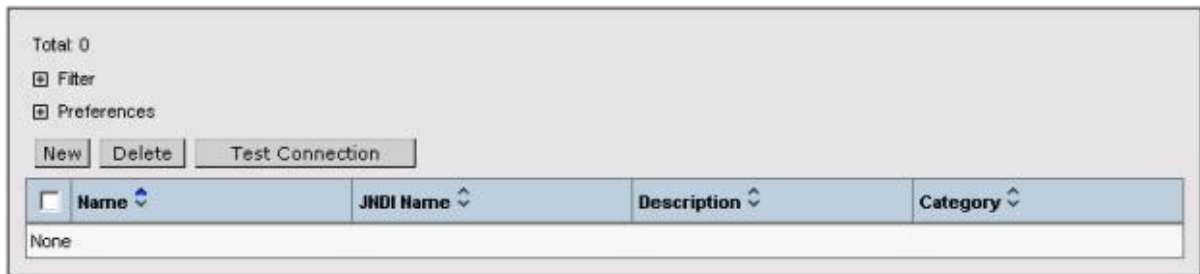 Total: 0
Filter
Preferences
New Delete Test Connection
Name JNDI Name Description Category
None